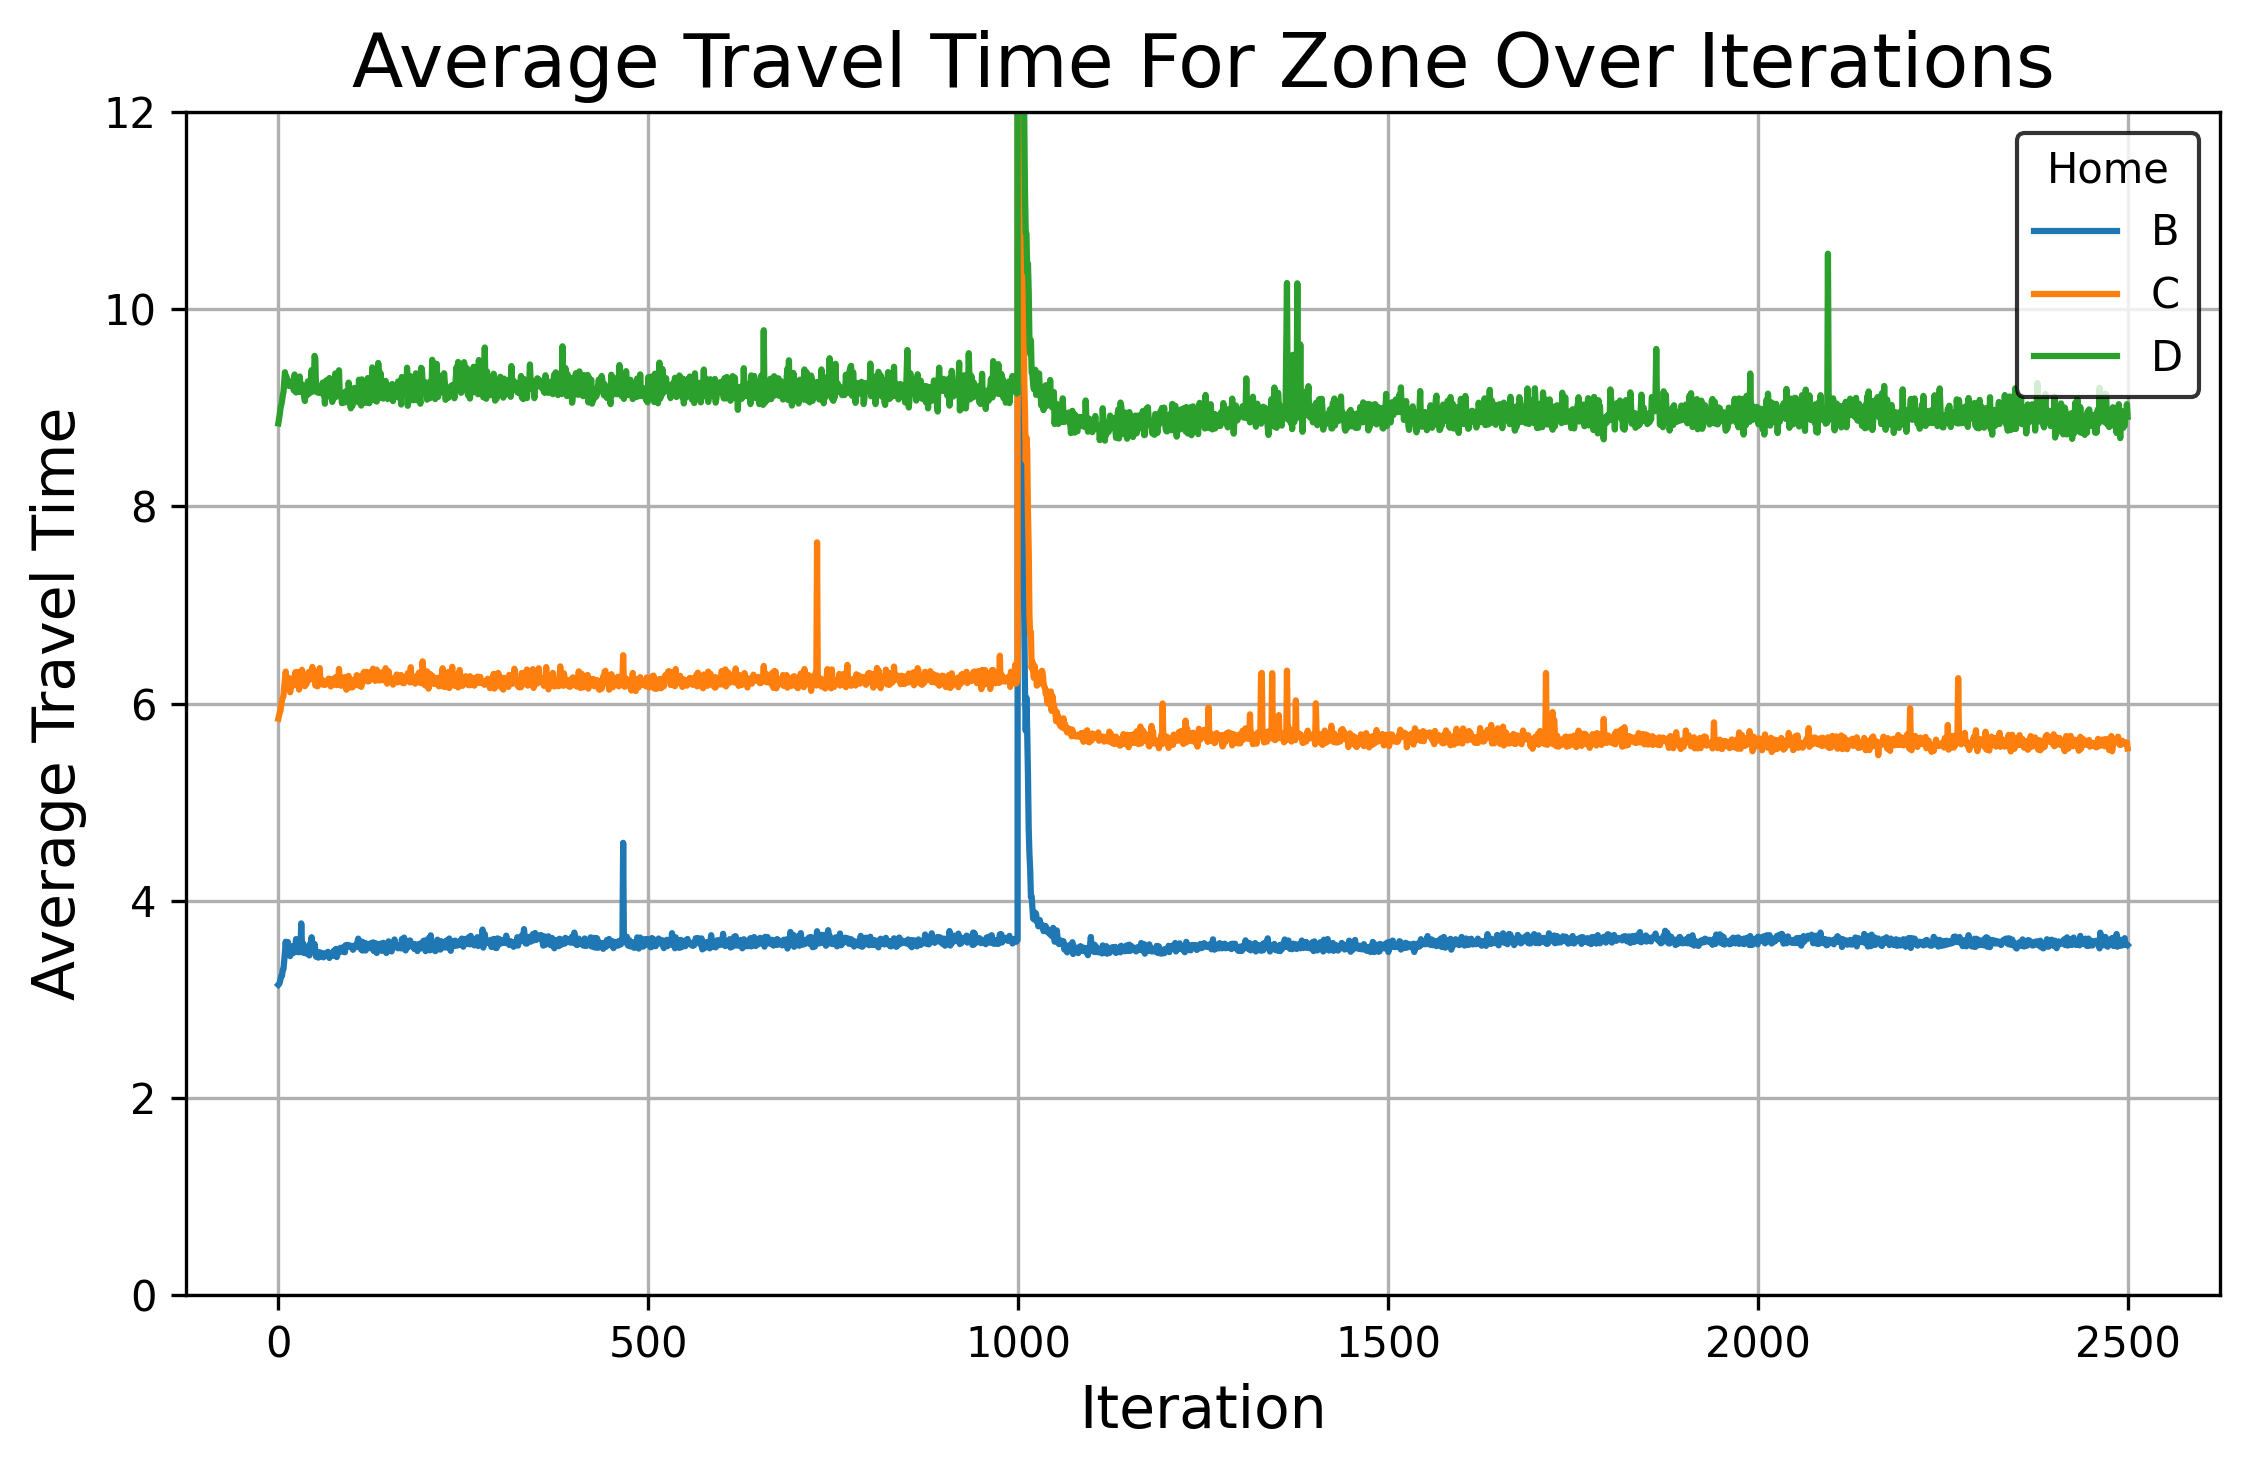 Average Travel Time For Zone Over Iterations
Average Travel Time
12
10
8
6
4
2
0
Home
B
C
D
0 500 1000 1500 2000 2500
Iteration